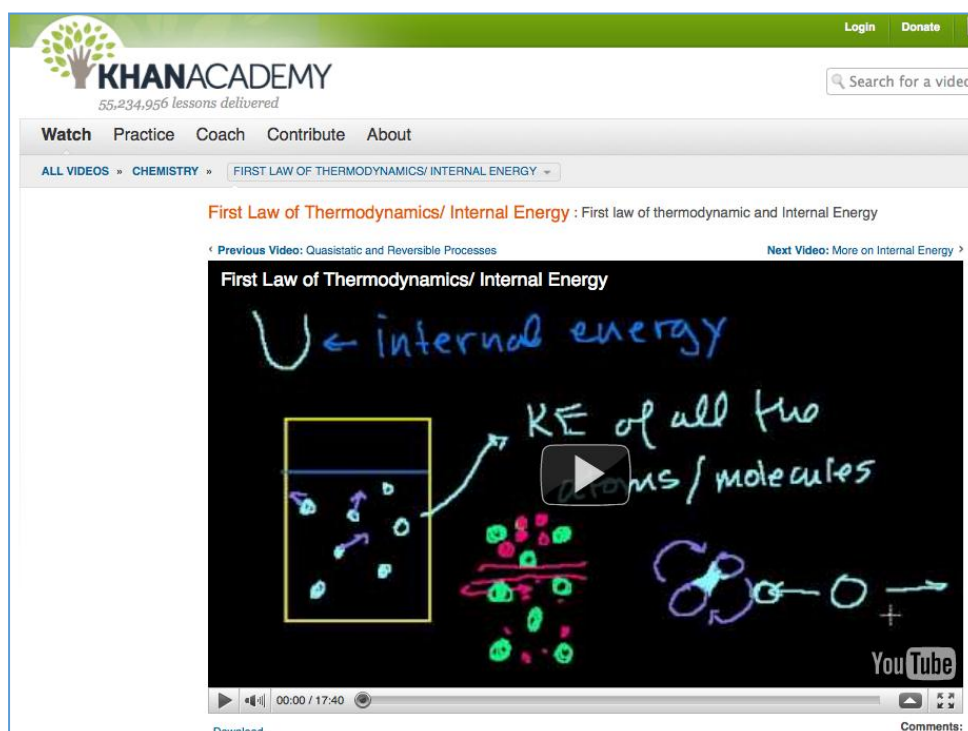 Login Donate
KHANACADEMY
Search for a video
55,234,956 lessons delivered
Watch Practice Coach Contribute About
ALL VIDEOS » CHEMISTRY » FIRST LAW OF THERMODYNAMICS/ INTERNAL ENERGY
First Law of Thermodynamics/ Internal Energy : First law of thermodynamic and Internal Energy
‹ Previous Video: Quasistatic and Reversible Processes
Next Video: More on Internal Energy ›
First Law of Thermodynamics/ Internal Energy
U ← internal energy
KE of all the
atoms/molecules
YouTube
00:00 / 17:40
Download
Comments: